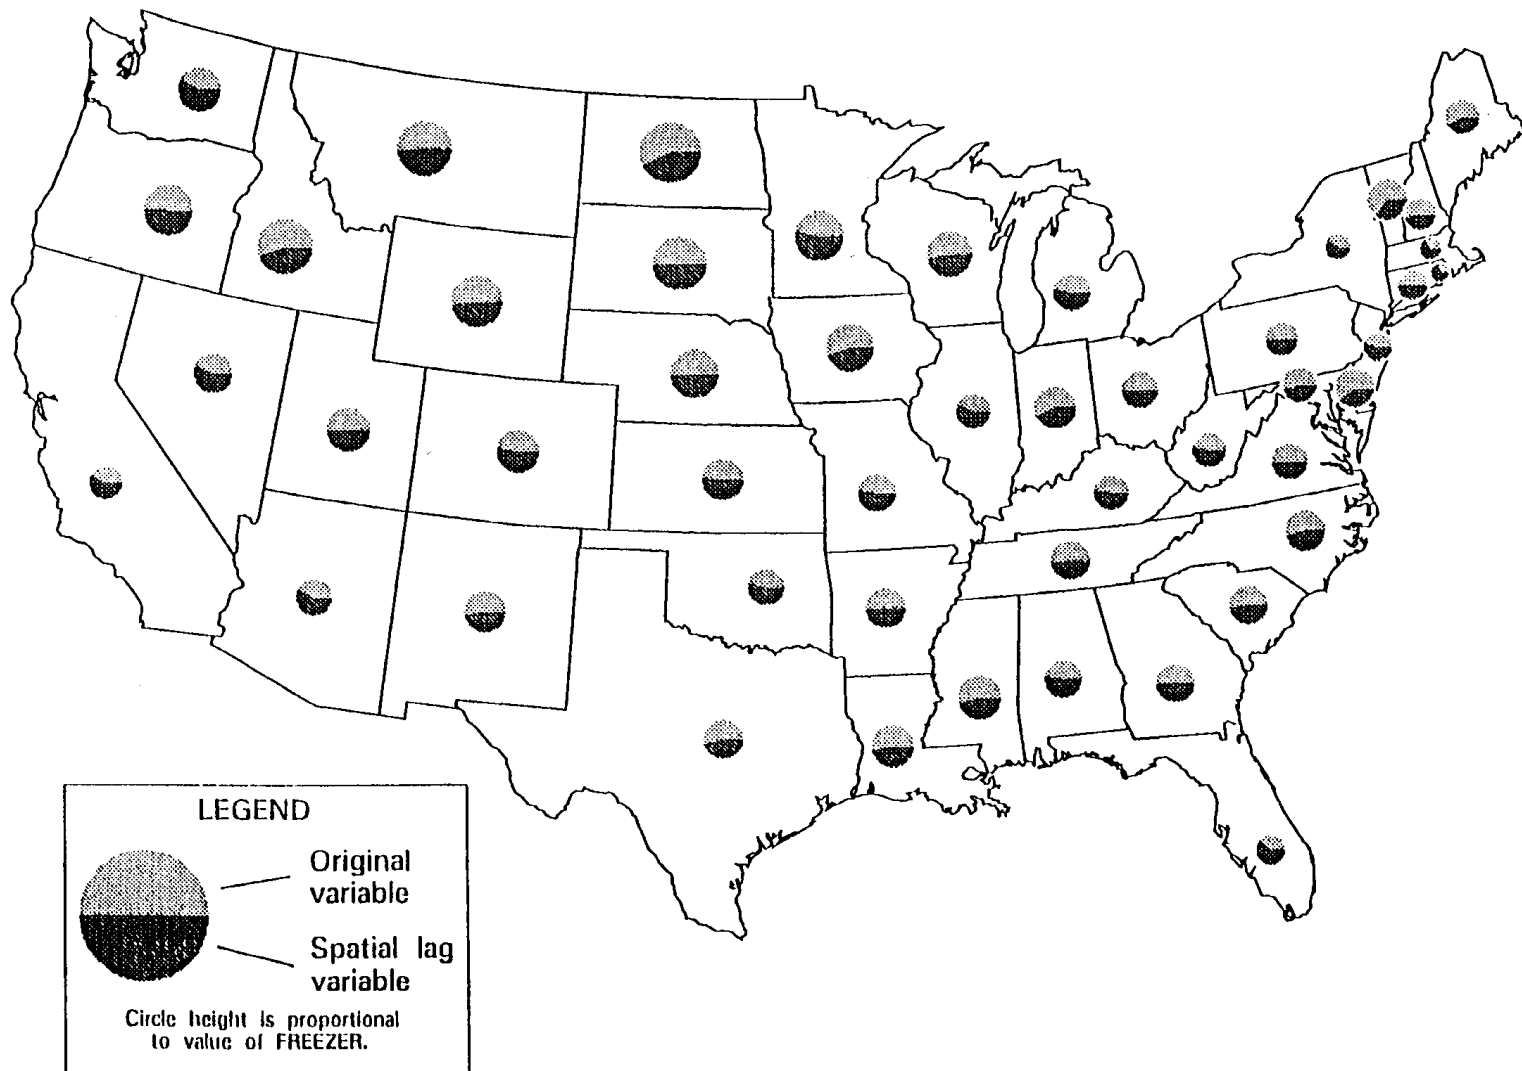 LEGEND
Original
variable
Spatial lag
variable
Circle height is proportional
to value of FREEZER.